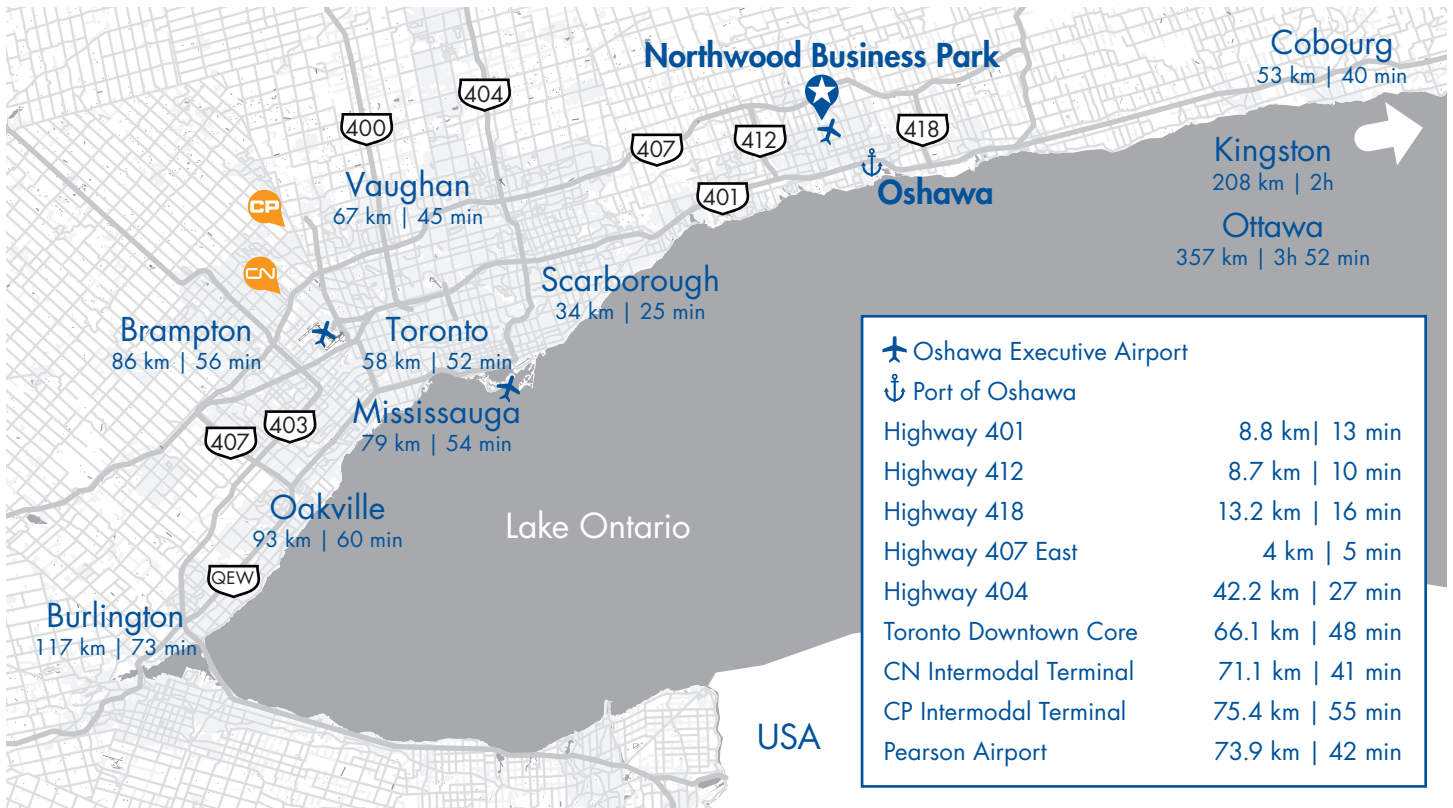 Northwood Business Park
Cobourg
53 km | 40 min
404
400
407
412
418
Kingston
208 km | 2h
Vaughan
67 km | 45 min
CP
401
Oshawa
Ottawa
357 km | 3h 52 min
CN
Scarborough
34 km | 25 min
Brampton
86 km | 56 min
Toronto
58 km | 52 min
Mississauga
79 km | 54 min
403
407
Oakville
93 km | 60 min
Lake Ontario
QEW
Burlington
117 km | 73 min
USA
Oshawa Executive Airport
Port of Oshawa
Highway 401 8.8 km| 13 min
Highway 412 8.7 km | 10 min
Highway 418 13.2 km | 16 min
Highway 407 East 4 km | 5 min
Highway 404 42.2 km | 27 min
Toronto Downtown Core 66.1 km | 48 min
CN Intermodal Terminal 71.1 km | 41 min
CP Intermodal Terminal 75.4 km | 55 min
Pearson Airport 73.9 km | 42 min